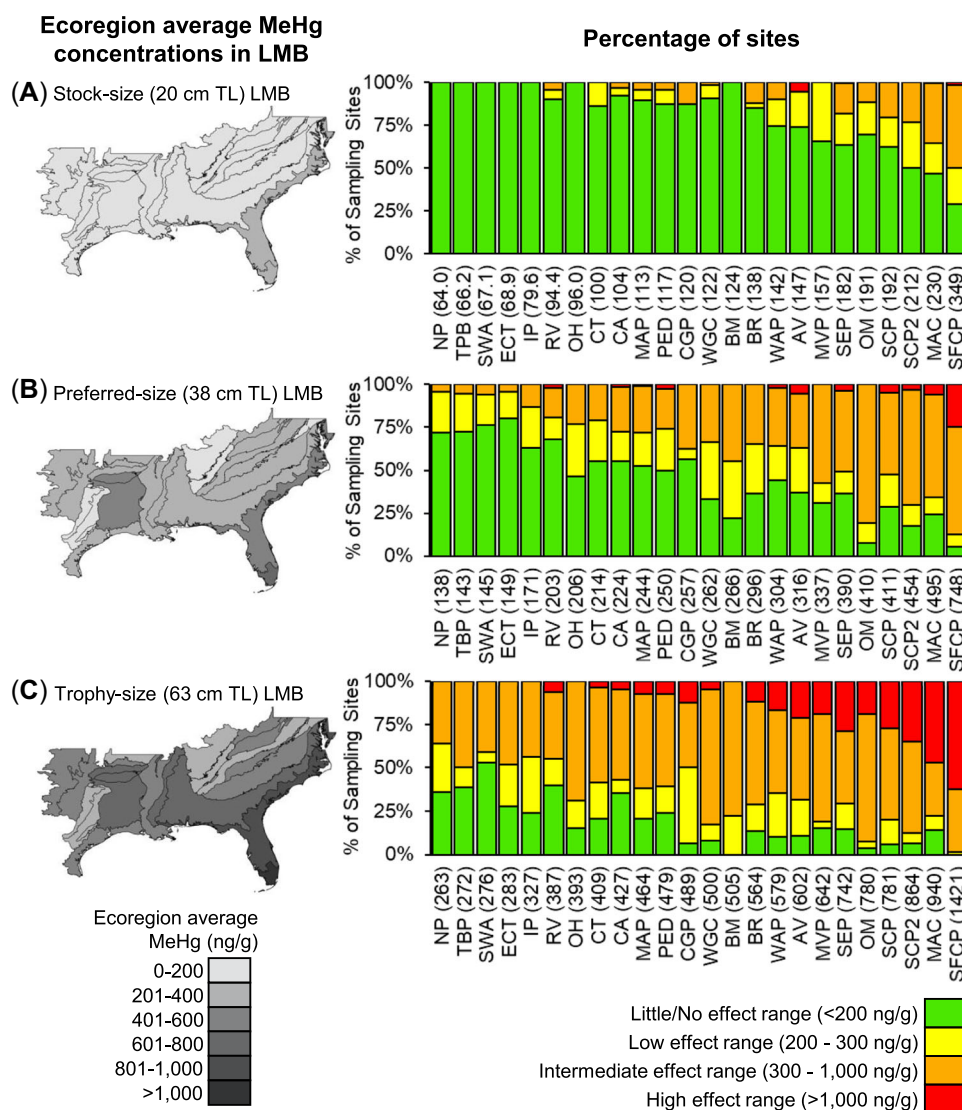 Ecoregion average MeHg
concentrations in LMB
Percentage of sites
(A) Stock-size (20 cm TL) LMB
% of Sampling Sites
100%
75%
50%
25%
0%
NP (64.0)
TPB (66.2)
SWA (67.1)
ECT (68.9)
IP (79.6)
RV (94.4)
OH (96.0)
CT (100)
CA (104)
MAP (113)
PED (117)
CGP (120)
WGC (122)
BM (124)
BR (138)
WAP (142)
AV (147)
MVP (157)
SEP (182)
OM (191)
SCP (192)
SCP2 (212)
MAC (230)
SFCP (349)
(B) Preferred-size (38 cm TL) LMB
% of Sampling Sites
100%
75%
50%
25%
0%
NP (138)
TBP (143)
SWA (145)
ECT (149)
IP (171)
RV (203)
OH (206)
CT (214)
CA (224)
MAP (244)
PED (250)
CGP (257)
WGC (262)
BM (266)
BR (296)
WAP (304)
AV (316)
MVP (337)
SEP (390)
OM (410)
SCP (411)
SCP2 (454)
MAC (495)
SFCP (748)
(C) Trophy-size (63 cm TL) LMB
% of Sampling Sites
100%
75%
50%
25%
0%
NP (263)
TBP (272)
SWA (276)
ECT (283)
IP (327)
RV (387)
OH (393)
CT (409)
CA (427)
MAP (464)
PED (479)
CGP (489)
WGC (500)
BM (505)
BR (564)
WAP (579)
AV (602)
MVP (642)
SEP (742)
OM (780)
SCP (781)
SCP2 (864)
MAC (940)
SFCP (1421)
Ecoregion average
MeHg (ng/g)
0-200
201-400
401-600
601-800
801-1,000
>1,000
Little/No effect range (<200 ng/g)
Low effect range (200 - 300 ng/g)
Intermediate effect range (300 - 1,000 ng/g)
High effect range (>1,000 ng/g)